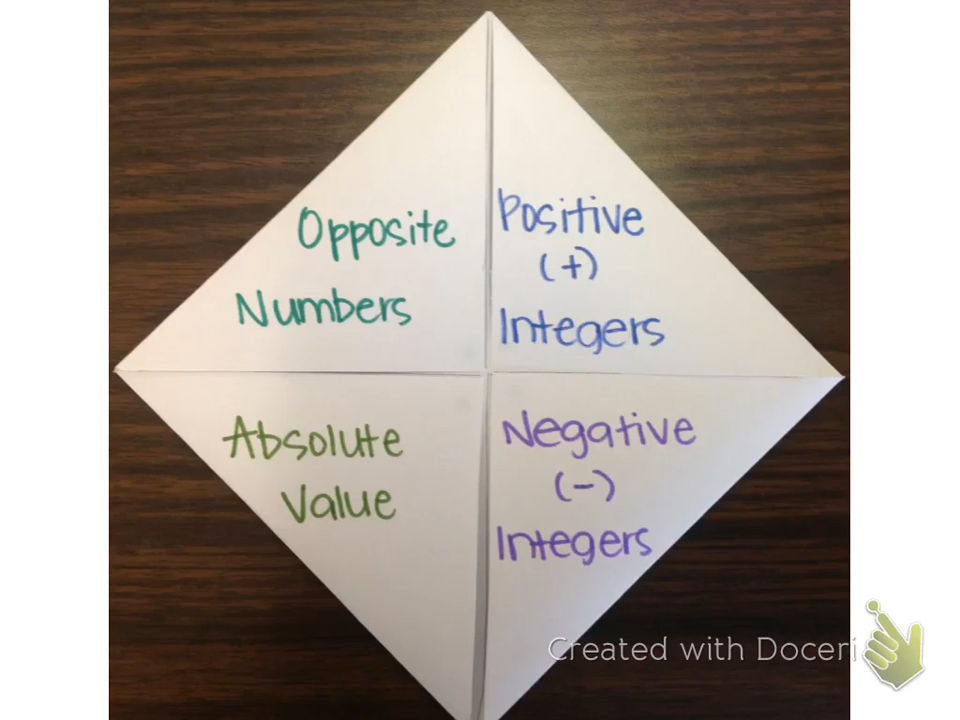 Opposite
Numbers
Positive
(+)
Integers
Absolute
Value
Negative
(-)
Integers
Created with Doceri